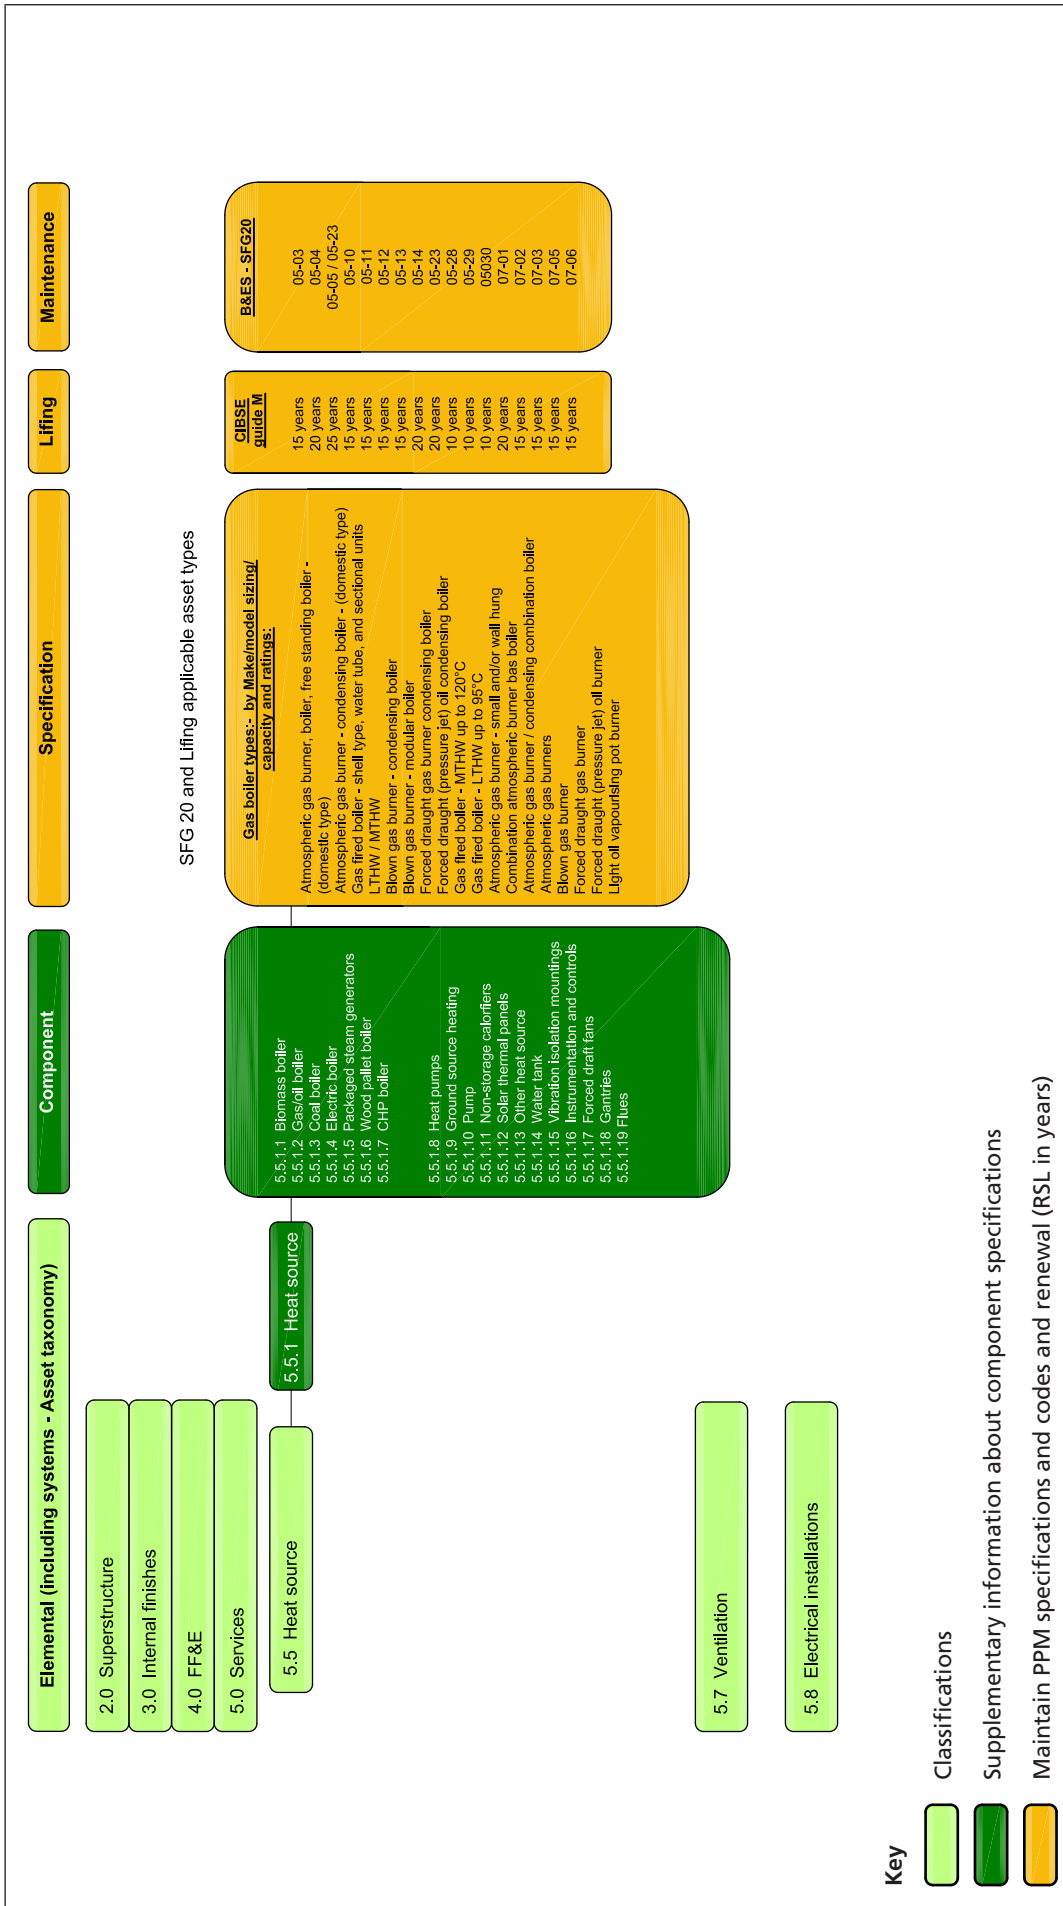 Elemental (including systems - Asset taxonomy)
Component
Specification
Lifing
Maintenance
2.0 Superstructure
3.0 Internal finishes
4.0 FF&E
5.0 Services
5.5 Heat source
5.7 Ventilation
5.8 Electrical installations
5.5.1 Heat source
5.5.1.1 Biomass boiler
5.5.1.2 Gas/oil boiler
5.5.1.3 Coal boiler
5.5.1.4 Electric boiler
5.5.1.5 Packaged steam generators
5.5.1.6 Wood pallet boiler
5.5.1.7 CHP boiler
5.5.1.8 Heat pumps
5.5.1.9 Ground source heating
5.5.1.10 Pump
5.5.1.11 Non-storage calorfiers
5.5.1.12 Solar thermal panels
5.5.1.13 Other heat source
5.5.1.14 Water tank
5.5.1.15 Vibration isolation mountings
5.5.1.16 Instrumentation and controls
5.5.1.17 Forced draft fans
5.5.1.18 Gantries
5.5.1.19 Flues
SFG 20 and Lifing applicable asset types
Gas boiler types:- by Make/model sizing/
capacity and ratings:
Atmospheric gas burner, boiler, free standing boiler -
(domestic type)
Atmospheric gas burner - condensing boiler - (domestic type)
Gas fired boiler - shell type, water tube, and sectional units
LTHW / MTHW
Blown gas burner - condensing boiler
Blown gas burner - modular boiler
Forced draught gas burner condensing boiler
Forced draught (pressure jet) oil condensing boiler
Gas fired boiler - MTHW up to 120°C
Gas fired boiler - LTHW up to 95°C
Atmospheric gas burner - small and/or wall hung
Combination atmospheric burner bas boiler
Atmospheric gas burner / condensing combination boiler
Atmospheric gas burners
Blown gas burner
Forced draught gas burner
Forced draught (pressure jet) oil burner
Light oil vapourising pot burner
CIBSE
guide M
15 years
20 years
25 years
15 years
15 years
15 years
15 years
20 years
20 years
10 years
10 years
10 years
20 years
15 years
15 years
15 years
15 years
B&ES - SFG20
05-03
05-04
05-05 / 05-23
05-10
05-11
05-12
05-13
05-14
05-23
05-28
05-29
05030
07-01
07-02
07-03
07-05
07-06
Key
Classifications
Supplementary information about component specifications
Maintain PPM specifications and codes and renewal (RSL in years)